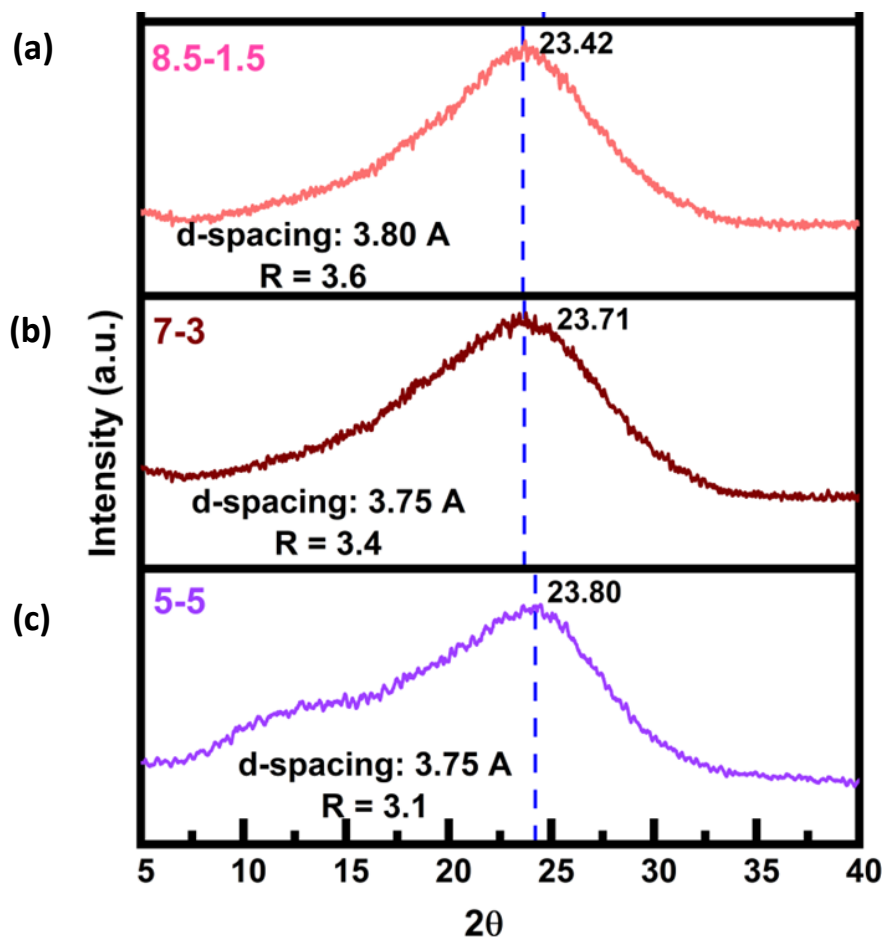 (a)
8.5-1.5
23.42
d-spacing: 3.80 A
R = 3.6
(b)
7-3
23.71
d-spacing: 3.75 A
R = 3.4
(c)
5-5
23.80
d-spacing: 3.75 A
R = 3.1
Intensity (a.u.)
5 10 15 20 25 30 35 40
2θ